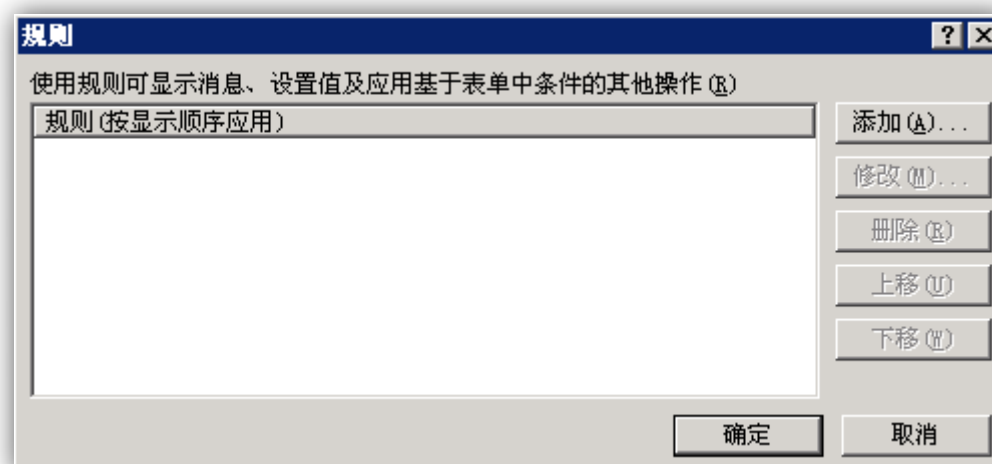 规则
使用规则可显示消息、设置值及应用基于表单中条件的其他操作(R)
规则(按显示顺序应用)
添加(A)...
修改(M)...
删除(R)
上移(U)
下移(W)
确定
取消